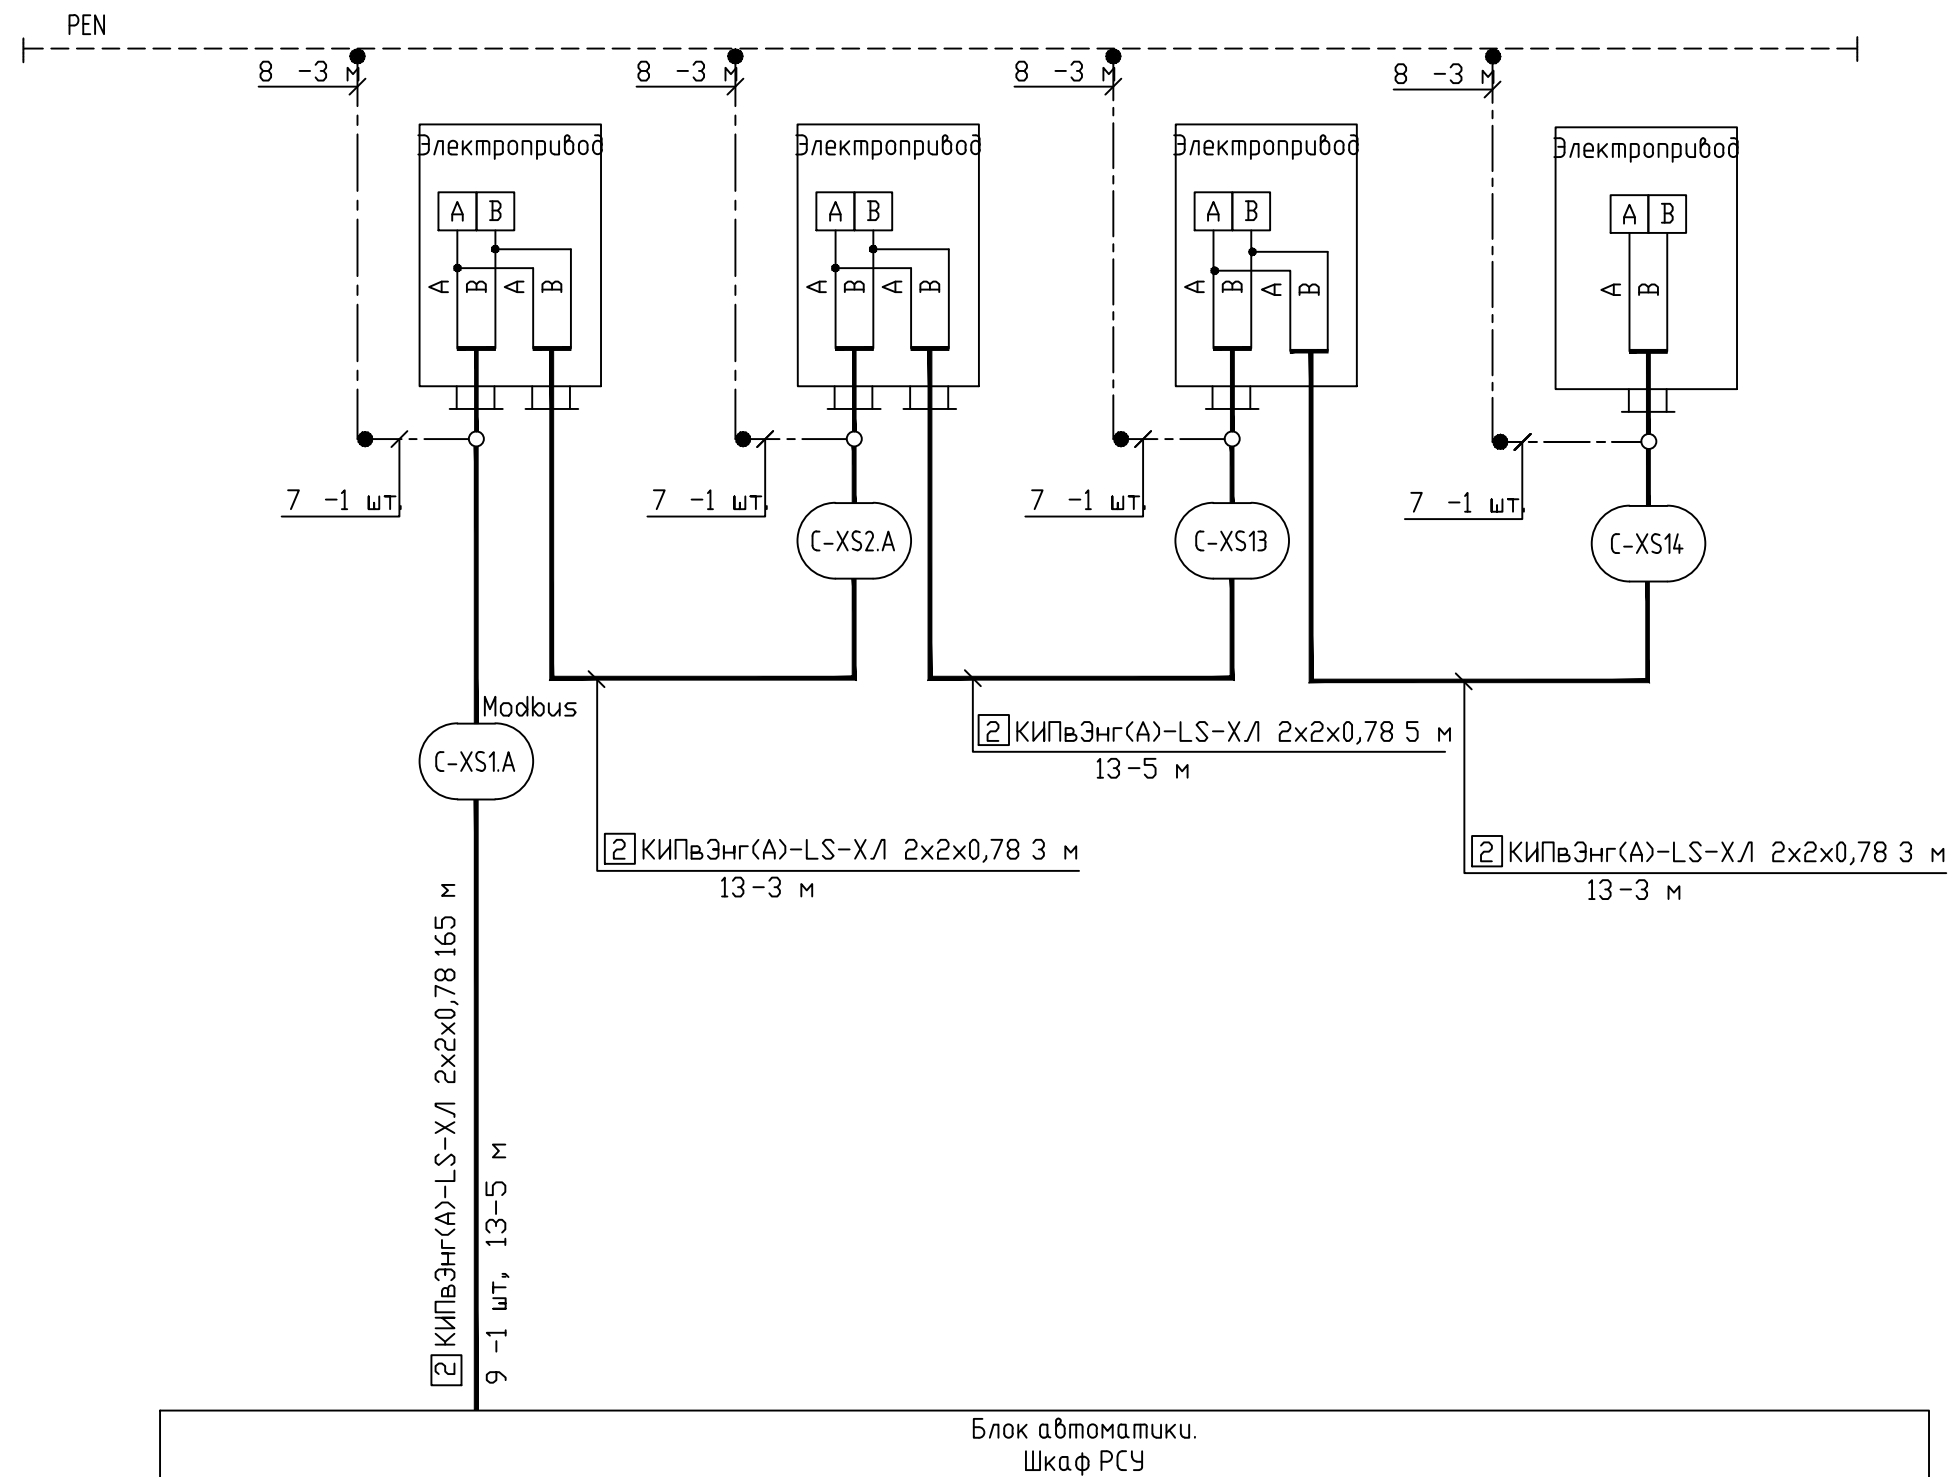 PEN
8 -3 м
8 -3 м
8 -3 м
8 -3 м
Электропривод
Электропривод
Электропривод
Электропривод
A B
A B
A B
A B
A B A B
A B A B
A B A B
A B
7 -1 шт.
7 -1 шт.
7 -1 шт.
7 -1 шт.
C-XS2.A
C-XS13
C-XS14
Modbus
C-XS1.A
2 КИПвЭнг(А)-LS-ХЛ 2х2х0,78 5 м
13-5 м
2 КИПвЭнг(А)-LS-ХЛ 2х2х0,78 3 м
13-3 м
2 КИПвЭнг(А)-LS-ХЛ 2х2х0,78 3 м
13-3 м
2 КИПвЭнг(А)-LS-ХЛ 2х2х0,78 165 м
9 -1 шт, 13-5 м
Блок автоматики.
Шкаф РСУ